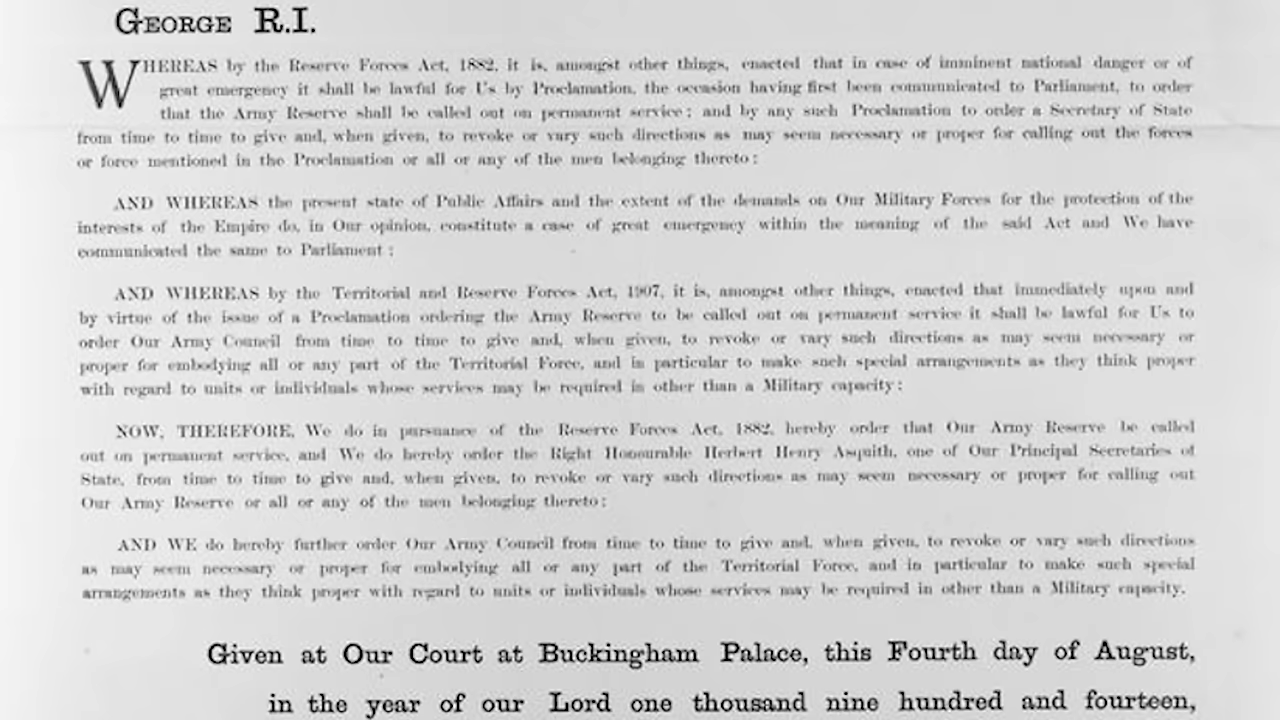 GEORGE R.I.
WHEREAS by the Reserve Forces Act, 1882, it is, amongst other things, enacted that in case of imminent national danger or of
great emergency it shall be lawful for Us by Proclamation, the occasion having first been communicated to Parliament, to order
that the Army Reserve shall be called out on permanent service; and by any such Proclamation to order a Secretary of State
from time to time to give and, when given, to revoke or vary such directions as may seem necessary or proper for calling out the forces
or force mentioned in the Proclamation or all or any of the men belonging thereto:
AND WHEREAS the present state of Public Affairs and the extent of the demands on Our Military Forces for the protection of the
interests of the Empire do, in Our opinion, constitute a case of great emergency within the meaning of the said Act and We have
communicated the same to Parliament:
AND WHEREAS by the Territorial and Reserve Forces Act, 1907, it is, amongst other things, enacted that immediately upon and
by virtue of the issue of a Proclamation ordering the Army Reserve to be called out on permanent service it shall be lawful for Us to
order Our Army Council from time to time to give and, when given, to revoke or vary such directions as may seem necessary or
proper for embodying all or any part of the Territorial Force, and in particular to make such special arrangements as they think proper
with regard to units or individuals whose services may be required in other than a Military capacity:
NOW, THEREFORE, We do in pursuance of the Reserve Forces Act, 1882, hereby order that Our Army Reserve be called
out on permanent service, and We do hereby order the Right Honourable Herbert Henry Asquith, one of Our Principal Secretaries of
State, from time to time to give and, when given, to revoke or vary such directions as may seem necessary or proper for calling out
Our Army Reserve or all or any of the men belonging thereto:
AND WE do hereby further order Our Army Council from time to time to give and, when given, to revoke or vary such directions
as may seem necessary or proper for embodying all or any part of the Territorial Force, and in particular to make such special
arrangements as they think proper with regard to units or individuals whose services may be required in other than a Military capacity.
Given at Our Court at Buckingham Palace, this Fourth day of August,
in the year of our Lord one thousand nine hundred and fourteen,